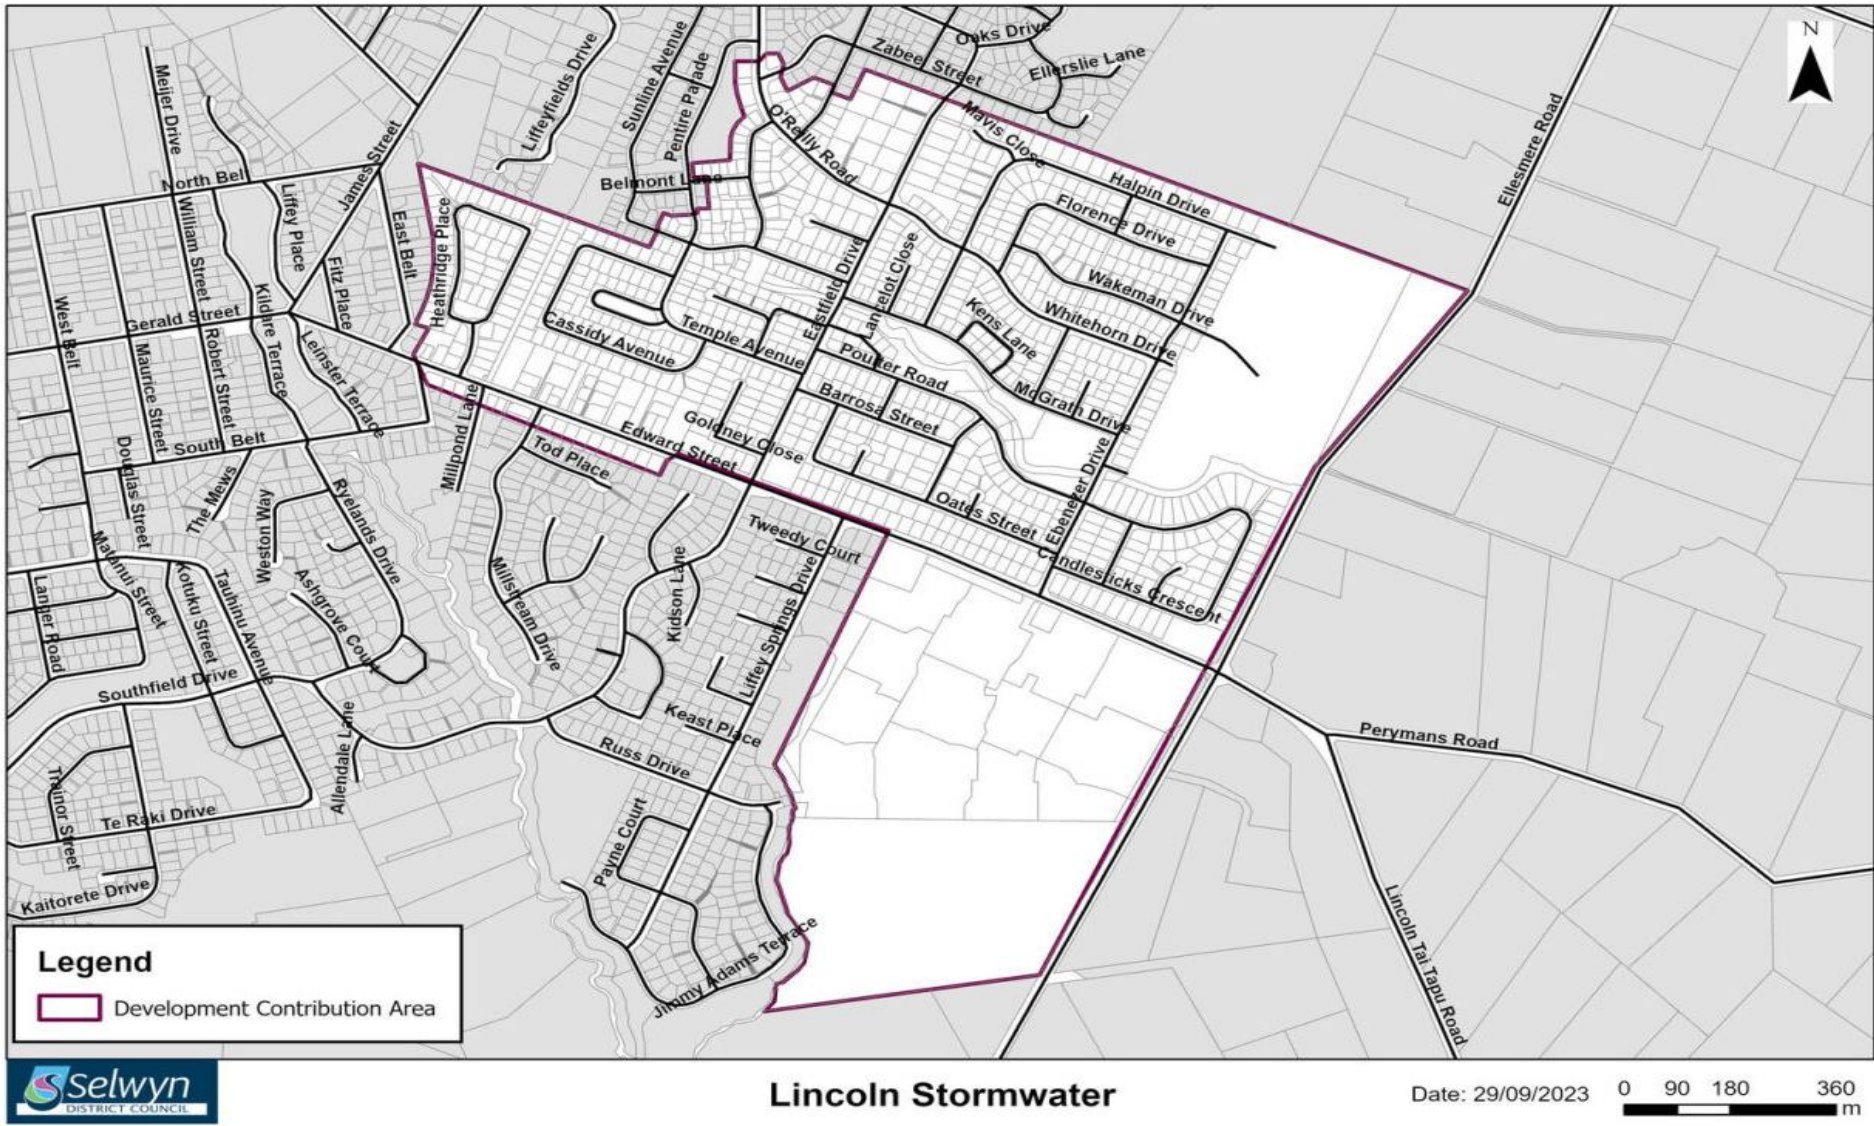 N
Oaks Drive
Zabeel Street
Ellerslie Lane
Liffeyfields Drive
Sunline Avenue
Pentire Parade
Meijer Drive
Ellesmere Road
Mavis Close
O'Reilly Road
James Street
North Belt
Belmont Lane
Halpin Drive
Florence Drive
William Street
Liffey Place
East Belt
Heathridge Place
Fitz Place
Eastfield Drive
Lancelot Close
Wakeman Drive
Whitehorn Drive
Kens Lane
West Belt
Gerald Street
Kildare Terrace
Robert Street
Maurice Street
Leinster Terrace
Cassidy Avenue
Temple Avenue
Poulter Road
Barrosa Street
McGrath Drive
Millpond Lane
Goldney Close
Edward Street
South Belt
Douglas Street
The Mews
Tod Place
Ryelands Drive
Weston Way
Ebenezer Drive
Oates Street
Candlesticks Crescent
Tweedy Court
Matanui Street
Kotuku Street
Tauhinu Avenue
Ashgrove Court
Millstream Drive
Kidson Lane
Liffey Springs Drive
Langer Road
Southfield Drive
Allendale Lane
Keast Place
Russ Drive
Perymans Road
Trainor Street
Te Raki Drive
Payne Court
Kaitorete Drive
Jimmy Adams Terrace
Lincoln Tai Tapu Road
Legend
Development Contribution Area
Selwyn
DISTRICT COUNCIL
Lincoln Stormwater
Date: 29/09/2023
0 90 180 360
m